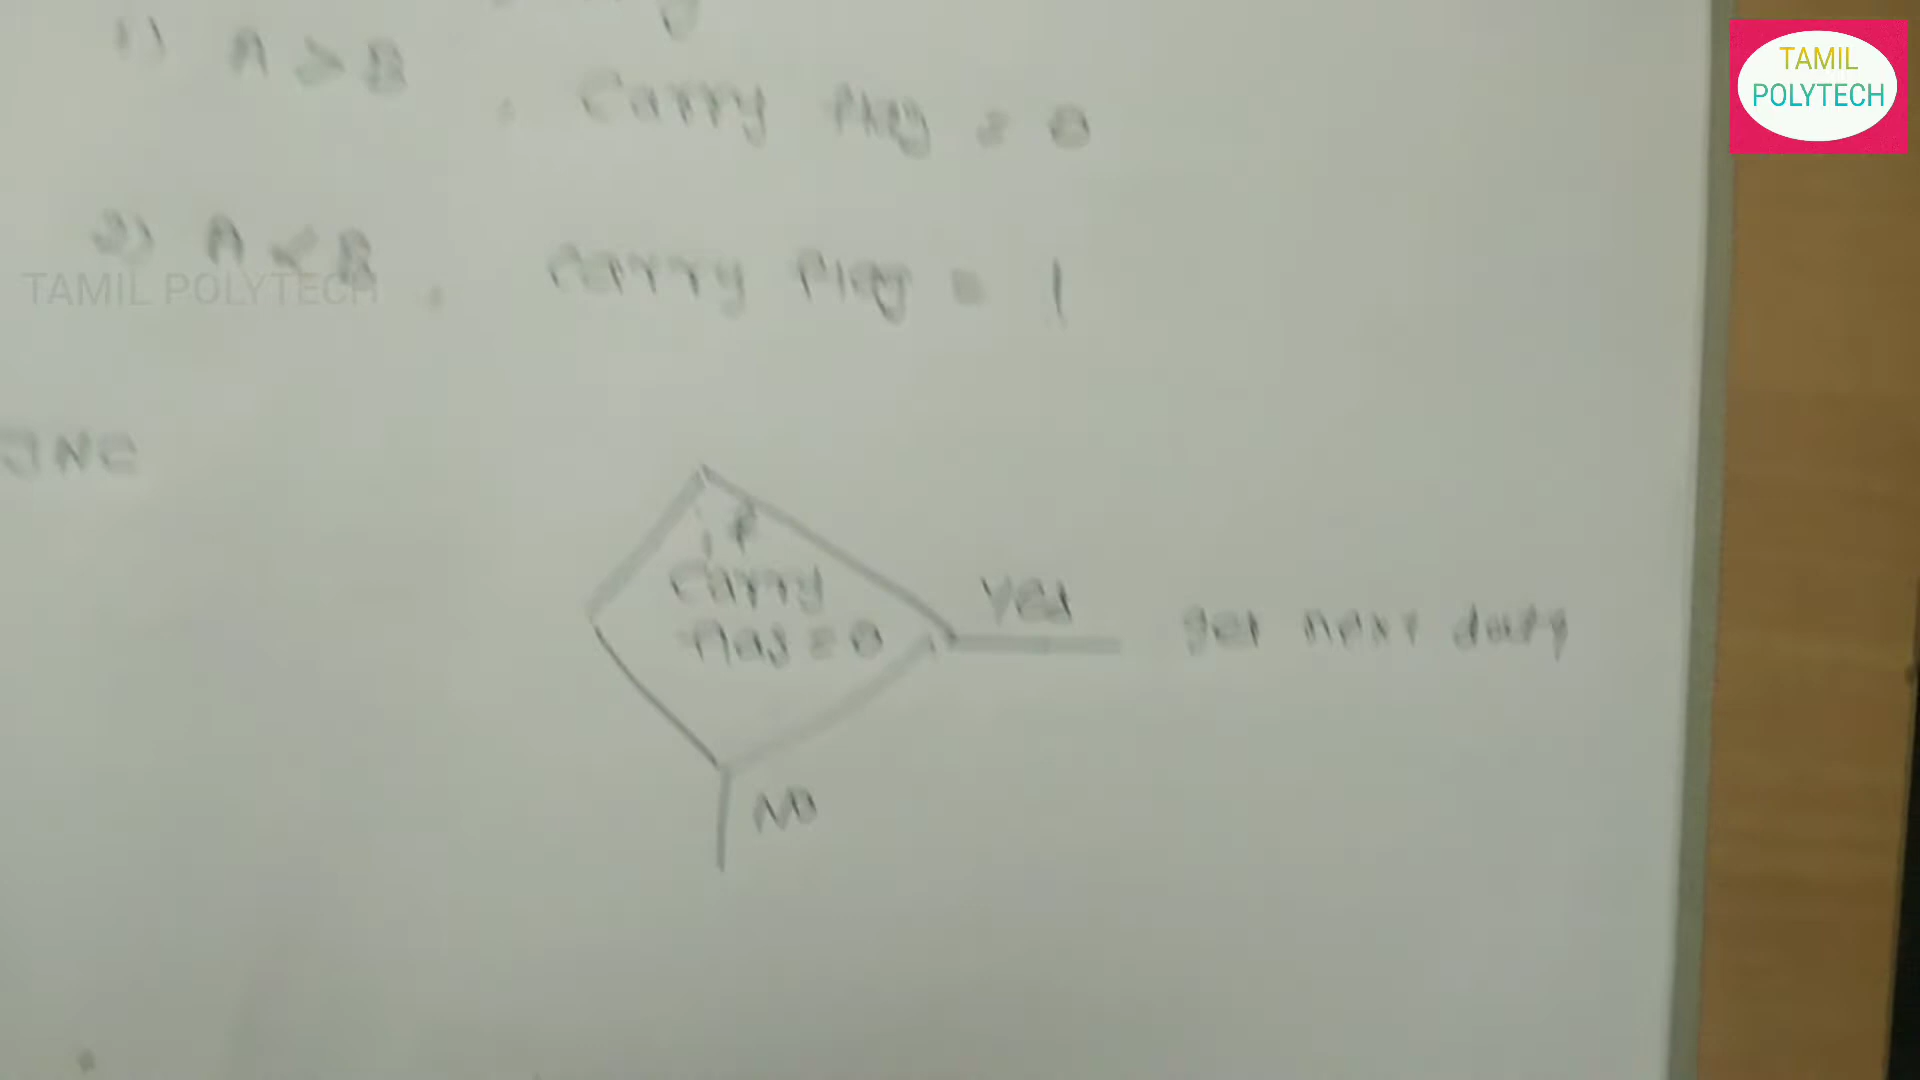 1) A > B , carry flag = 0
2) A < B , carry flag = 1
JNC
if
carry
flag = 0
Yes
get next data
NO
TAMIL
POLYTECH
TAMIL POLYTECH